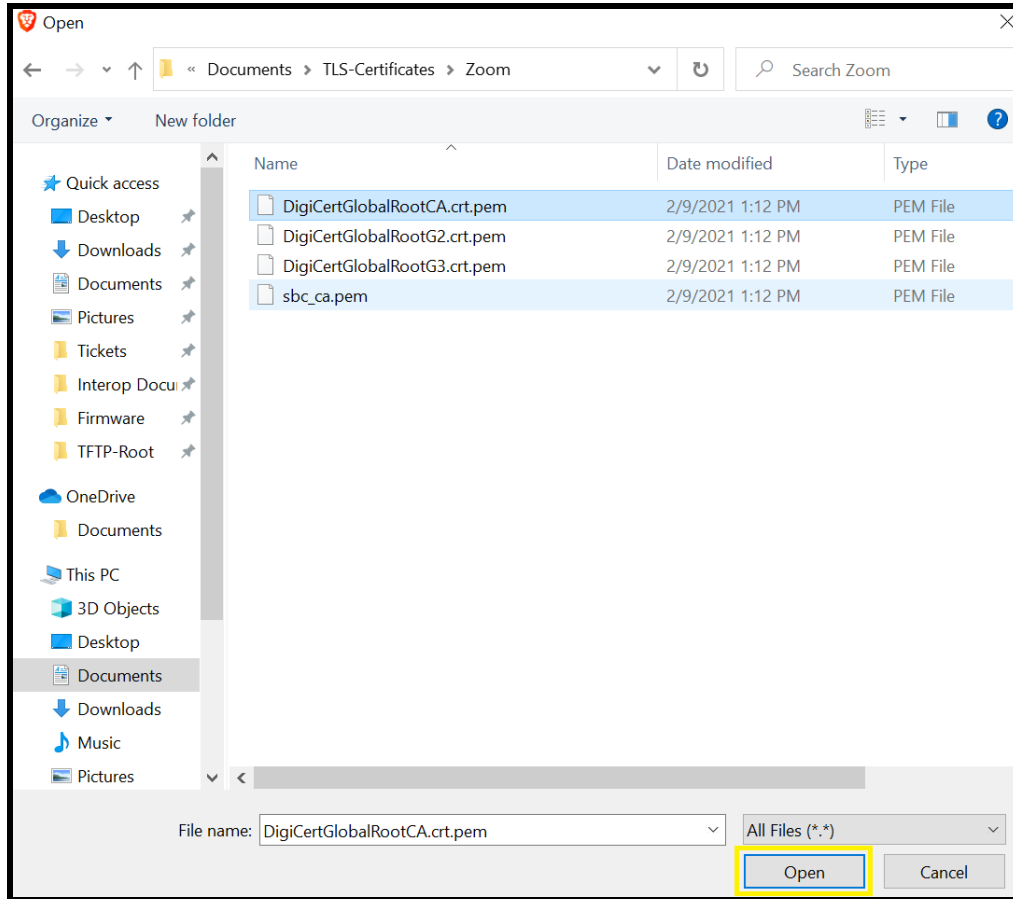 Open
« Documents > TLS-Certificates > Zoom
Search Zoom
Organize
New folder
Name
Date modified
Type
Quick access
Desktop
Downloads
Documents
Pictures
Tickets
Interop Docu
Firmware
TFTP-Root
OneDrive
Documents
This PC
3D Objects
Desktop
Documents
Downloads
Music
Pictures
DigiCertGlobalRootCA.crt.pem 2/9/2021 1:12 PM PEM File
DigiCertGlobalRootG2.crt.pem 2/9/2021 1:12 PM PEM File
DigiCertGlobalRootG3.crt.pem 2/9/2021 1:12 PM PEM File
sbc_ca.pem 2/9/2021 1:12 PM PEM File
File name: DigiCertGlobalRootCA.crt.pem
All Files (*.*)
Open
Cancel